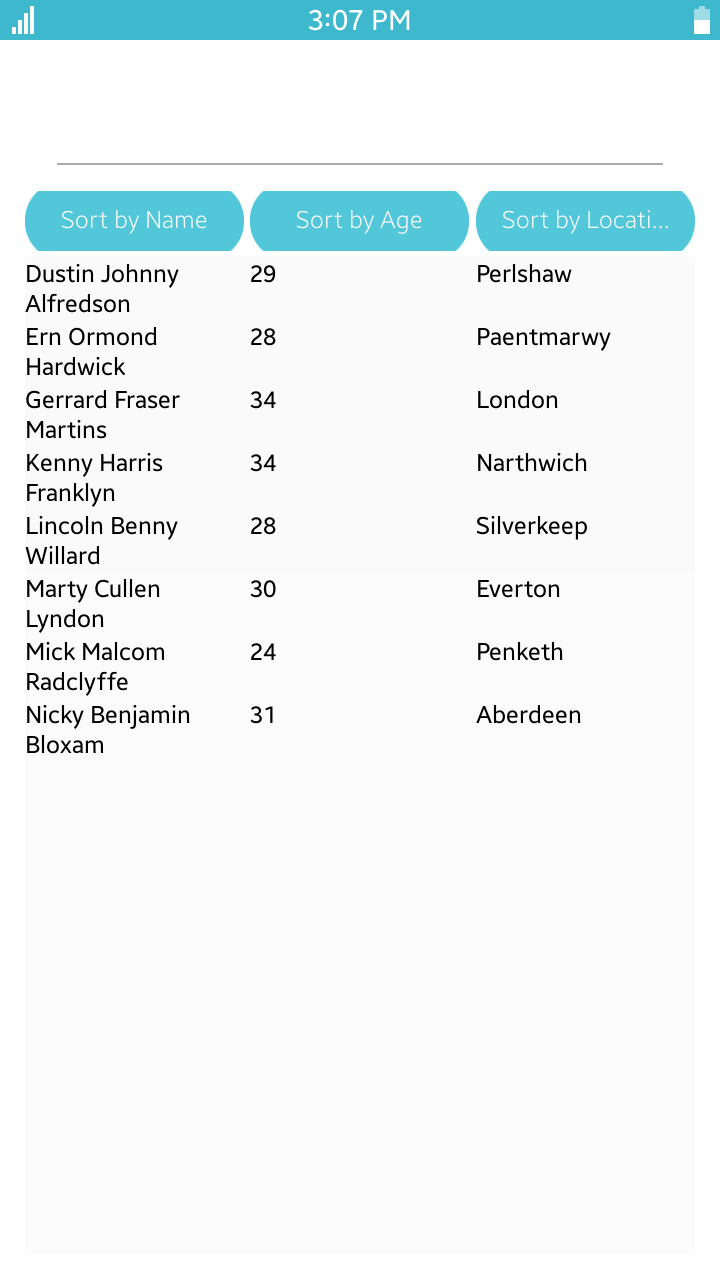 3:07 PM
Sort by Name Sort by Age Sort by Locati...
Dustin Johnny 29 Perlshaw
Alfredson
Ern Ormond 28 Paentmarwy
Hardwick
Gerrard Fraser 34 London
Martins
Kenny Harris 34 Narthwich
Franklyn
Lincoln Benny 28 Silverkeep
Willard
Marty Cullen 30 Everton
Lyndon
Mick Malcom 24 Penketh
Radclyffe
Nicky Benjamin 31 Aberdeen
Bloxam